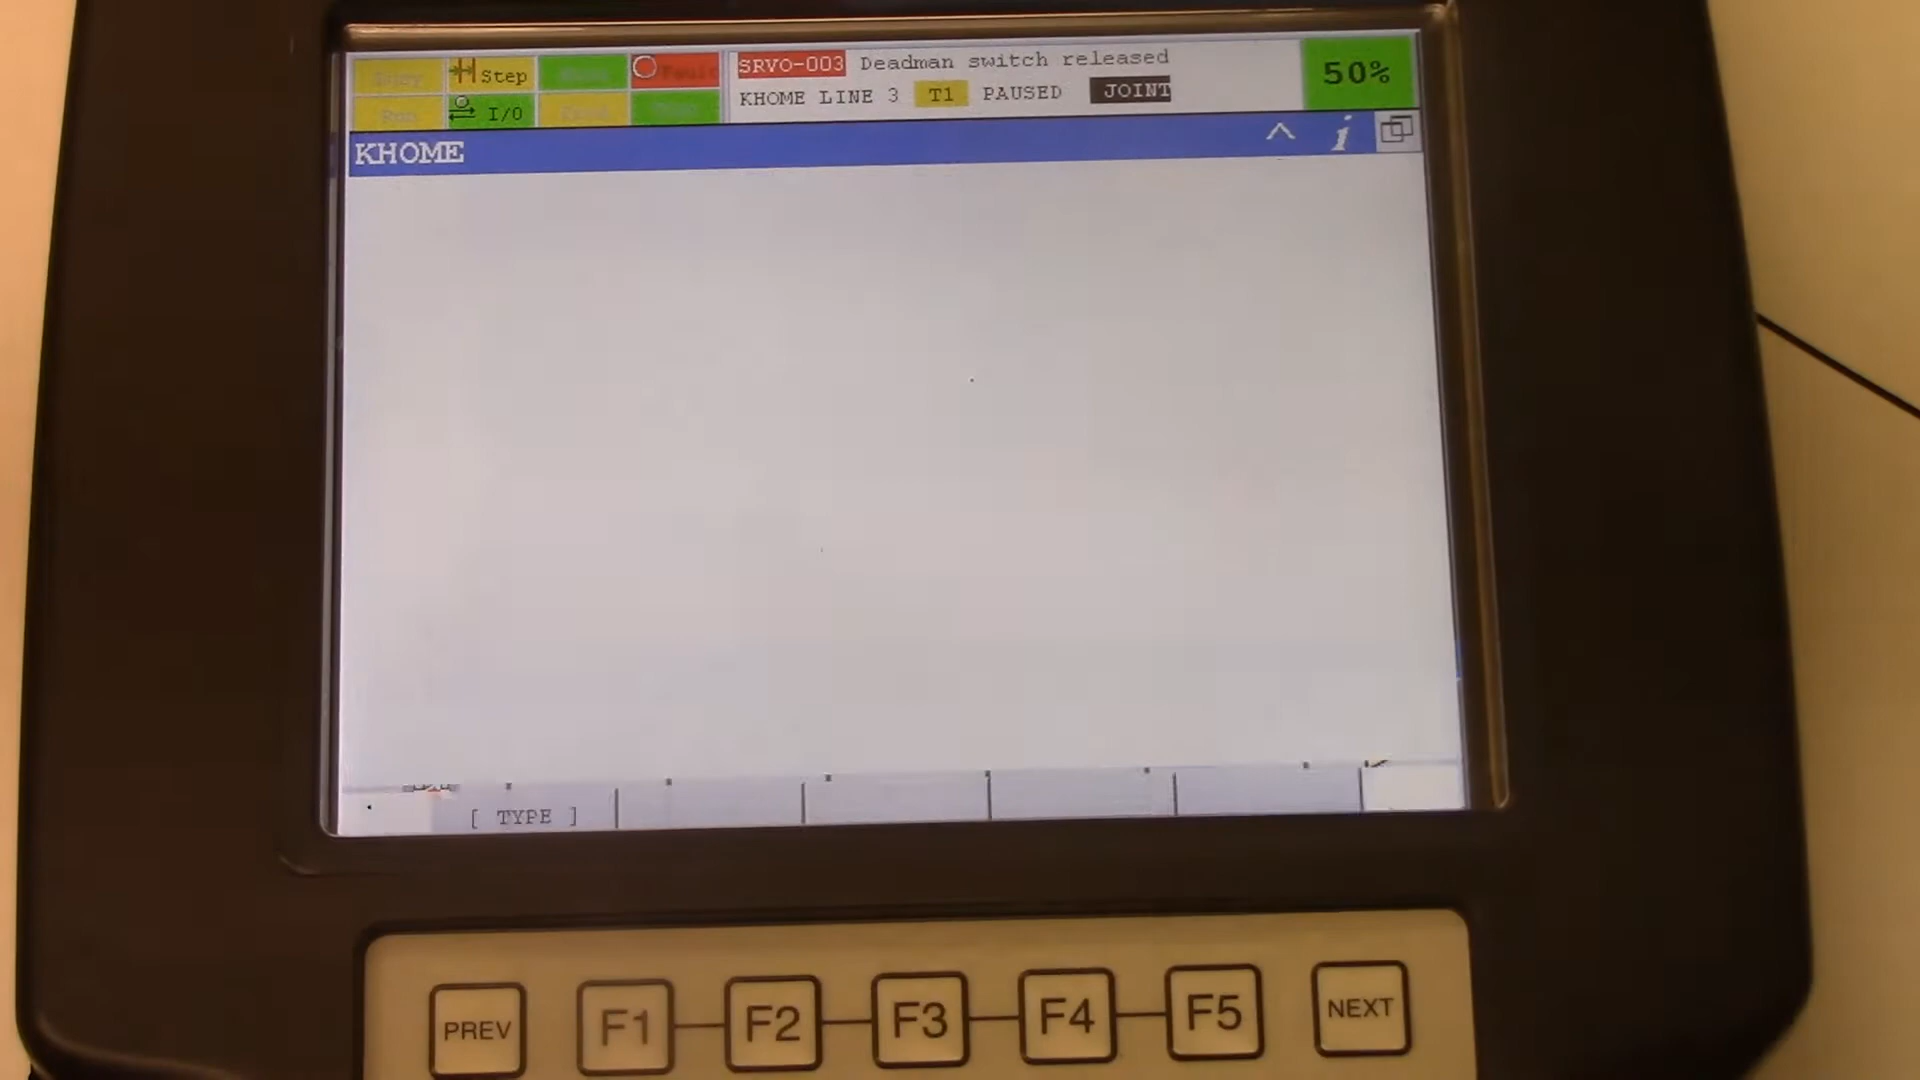 Step Fault SRVO-003 Deadman switch released
I/O KHOME LINE 3 T1 PAUSED JOINT 50%
KHOME i
[ TYPE ]
PREV F1 F2 F3 F4 F5 NEXT